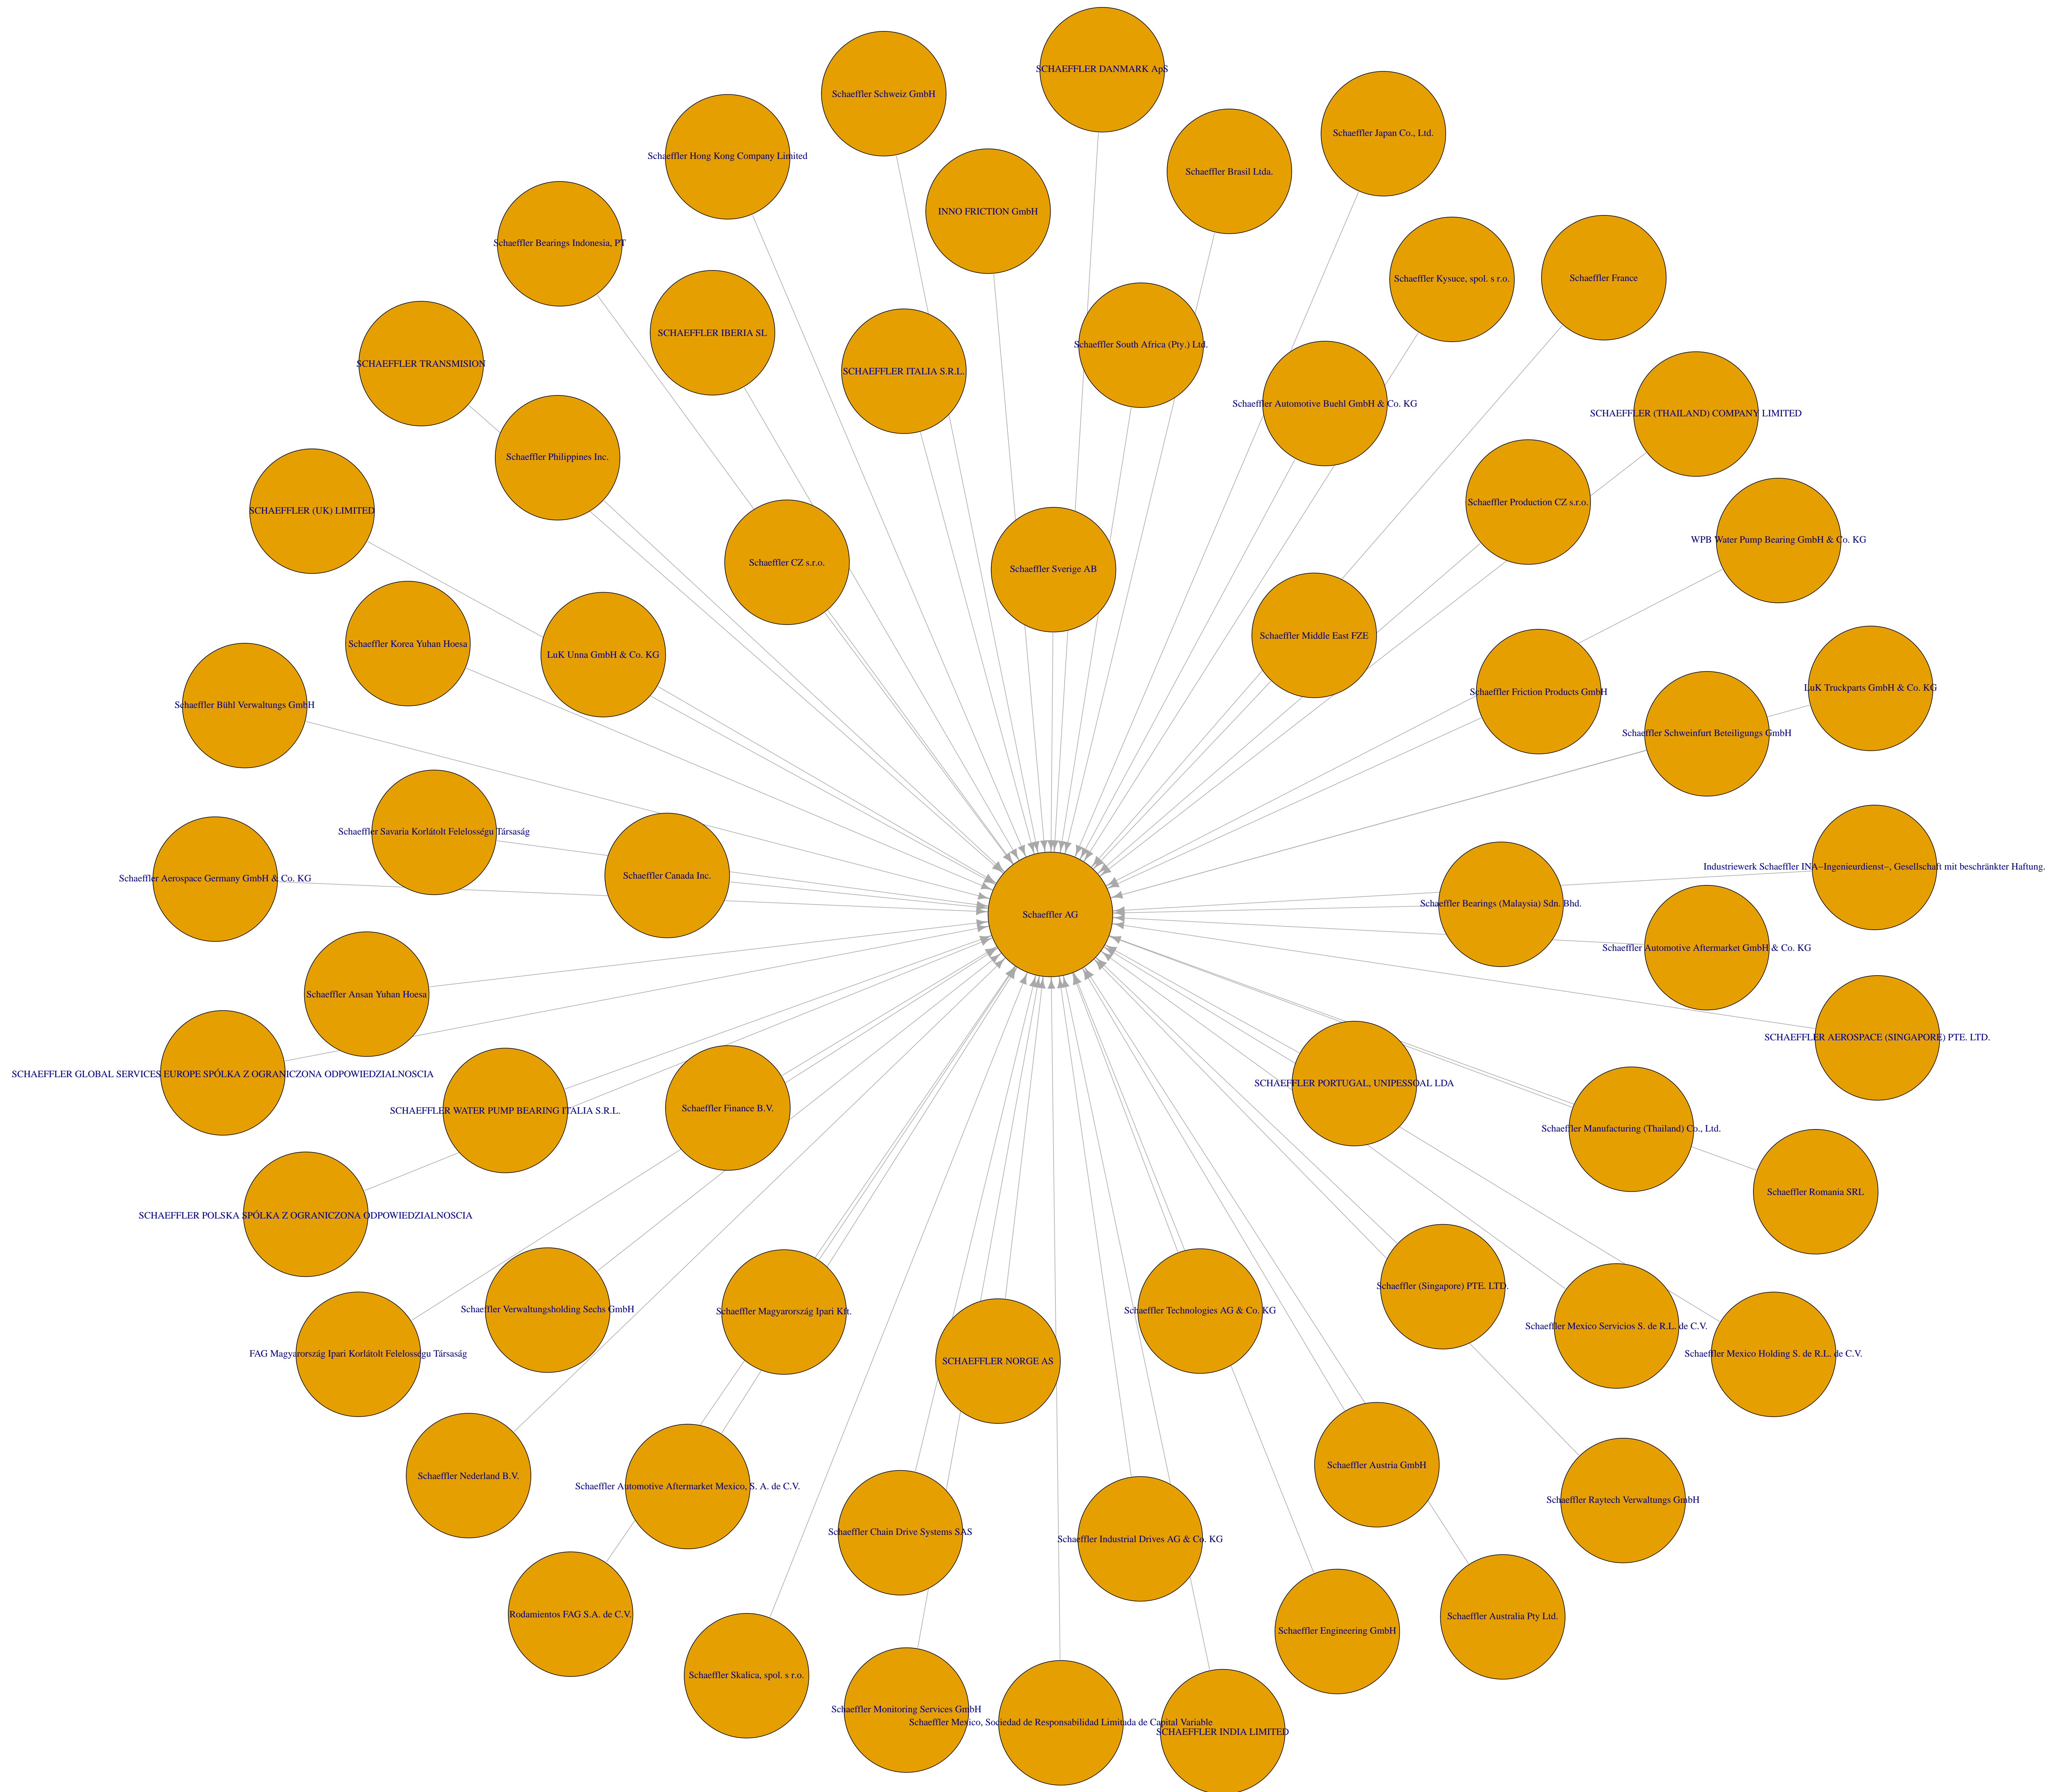 SCHAEFFLER DANMARK ApS
Schaeffler Schweiz GmbH
Schaeffler Japan Co., Ltd.
Schaeffler Hong Kong Company Limited
Schaeffler Brasil Ltda.
INNO FRICTION GmbH
Schaeffler Bearings Indonesia, PT
Schaeffler France
Schaeffler Kysuce, spol. s r.o.
SCHAEFFLER IBERIA SL
Schaeffler South Africa (Pty.) Ltd.
SCHAEFFLER TRANSMISION
SCHAEFFLER ITALIA S.R.L.
Schaeffler Automotive Buehl GmbH & Co. KG
SCHAEFFLER (THAILAND) COMPANY LIMITED
Schaeffler Philippines Inc.
Schaeffler Production CZ s.r.o.
SCHAEFFLER (UK) LIMITED
WPB Water Pump Bearing GmbH & Co. KG
Schaeffler CZ s.r.o.
Schaeffler Sverige AB
Schaeffler Middle East FZE
Schaeffler Korea Yuhan Hoesa
LuK Unna GmbH & Co. KG
LuK Truckparts GmbH & Co. KG
Schaeffler Friction Products GmbH
Schaeffler Bühl Verwaltungs GmbH
Schaeffler Schweinfurt Beteiligungs GmbH
Schaeffler Savaria Korlátolt Felelosségu Társaság
Industriewerk Schaeffler INA−Ingenieurdienst−, Gesellschaft mit beschränkter Haftung.
Schaeffler Canada Inc.
Schaeffler Aerospace Germany GmbH & Co. KG
Schaeffler Bearings (Malaysia) Sdn. Bhd.
Schaeffler AG
Schaeffler Automotive Aftermarket GmbH & Co. KG
Schaeffler Ansan Yuhan Hoesa
SCHAEFFLER AEROSPACE (SINGAPORE) PTE. LTD.
SCHAEFFLER GLOBAL SERVICES EUROPE SPÓLKA Z OGRANICZONA ODPOWIEDZIALNOSCIA
SCHAEFFLER PORTUGAL, UNIPESSOAL LDA
SCHAEFFLER WATER PUMP BEARING ITALIA S.R.L.
Schaeffler Finance B.V.
Schaeffler Manufacturing (Thailand) Co., Ltd.
Schaeffler Romania SRL
SCHAEFFLER POLSKA SPÓLKA Z OGRANICZONA ODPOWIEDZIALNOSCIA
Schaeffler (Singapore) PTE. LTD.
Schaeffler Verwaltungsholding Sechs GmbH
Schaeffler Magyarország Ipari Kft.
Schaeffler Technologies AG & Co. KG
Schaeffler Mexico Servicios S. de R.L. de C.V.
FAG Magyarország Ipari Korlátolt Felelosségu Társaság
Schaeffler Mexico Holding S. de R.L. de C.V.
SCHAEFFLER NORGE AS
Schaeffler Austria GmbH
Schaeffler Nederland B.V.
Schaeffler Automotive Aftermarket Mexico, S. A. de C.V.
Schaeffler Raytech Verwaltungs GmbH
Schaeffler Chain Drive Systems SAS
Schaeffler Industrial Drives AG & Co. KG
Rodamientos FAG S.A. de C.V.
Schaeffler Australia Pty Ltd.
Schaeffler Engineering GmbH
Schaeffler Skalica, spol. s r.o.
Schaeffler Monitoring Services GmbH
Schaeffler Mexico, Sociedad de Responsabilidad Limitada de Capital Variable
SCHAEFFLER INDIA LIMITED